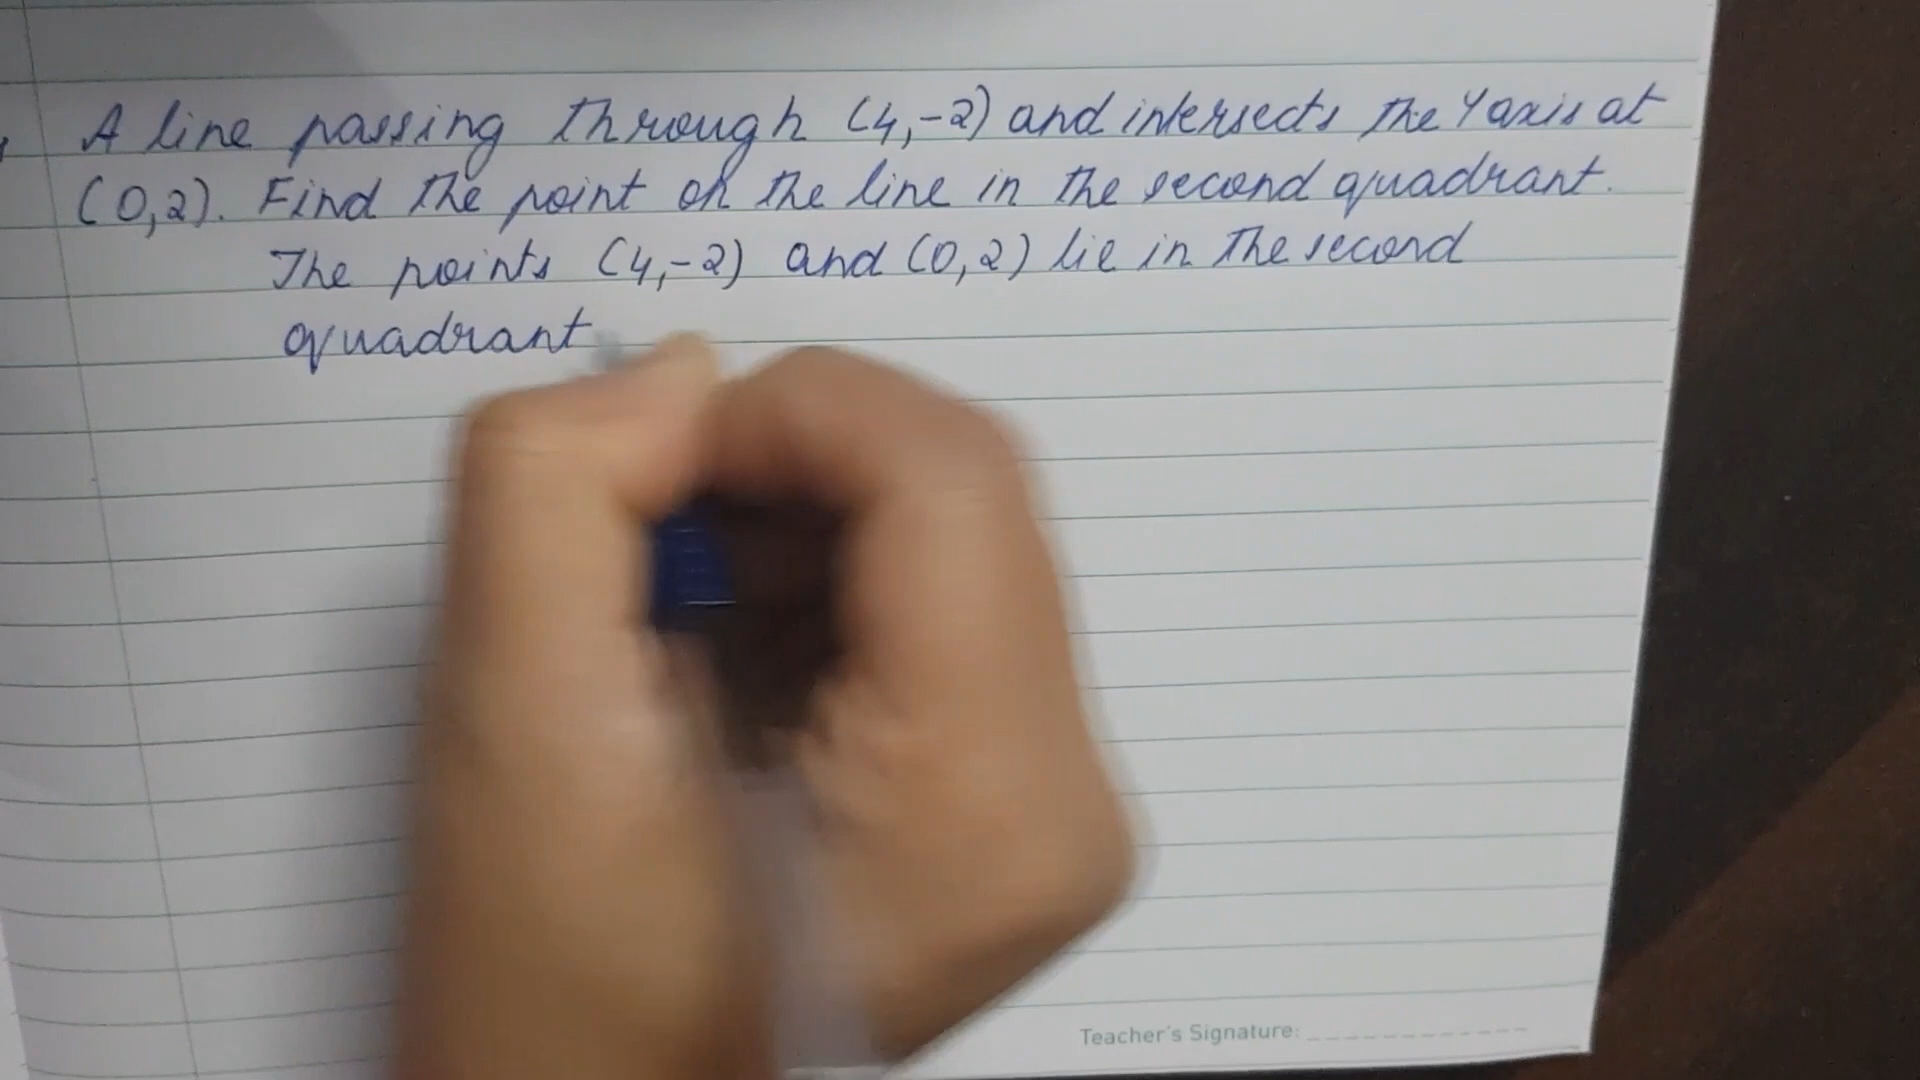 A line passing through (4,-2) and intersects the Y axis at
(0,2). Find the point on the line in the second quadrant.
The points (4,-2) and (0,2) lie in the second
quadrant
Teacher's Signature: